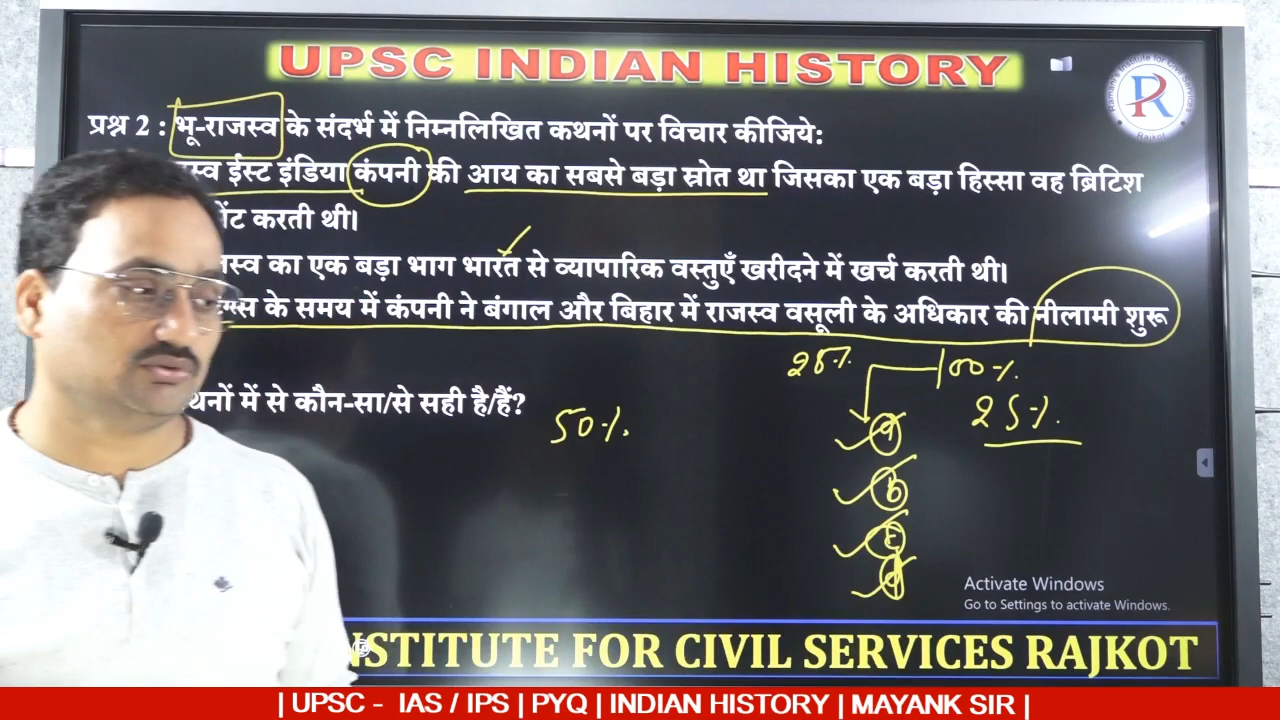 UPSC INDIAN HISTORY
प्रश्न 2 : भू-राजस्व के संदर्भ में निम्नलिखित कथनों पर विचार कीजिये:
ईस्ट इंडिया कंपनी की आय का सबसे बड़ा स्रोत था जिसका एक बड़ा हिस्सा वह ब्रिटिश
करती थी।
का एक बड़ा भाग भारत से व्यापारिक वस्तुएँ खरीदने में खर्च करती थी।
के समय में कंपनी ने बंगाल और बिहार में राजस्व वसूली के अधिकार की नीलामी शुरू
में से कौन-सा/से सही है/हैं?
25% 100%
25%
50%
a
b
c
d
R
Rajkot
Activate Windows
Go to Settings to activate Windows.
NSTITUTE FOR CIVIL SERVICES RAJKOT
| UPSC - IAS / IPS | PYQ | INDIAN HISTORY | MAYANK SIR |